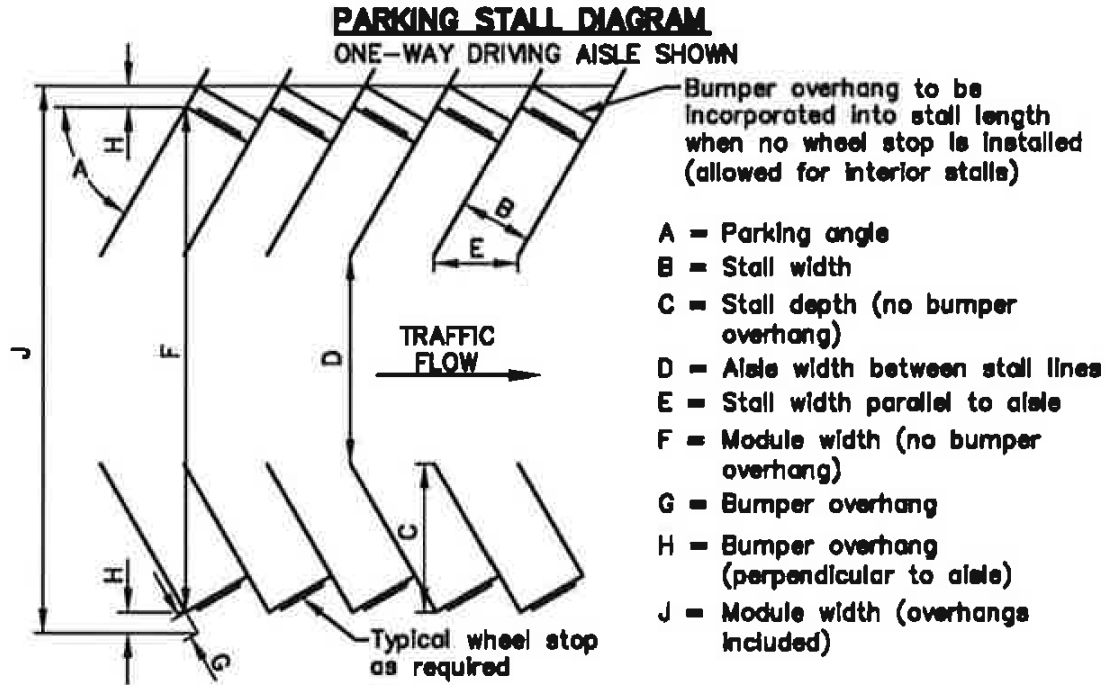 PARKING STALL DIAGRAM
ONE-WAY DRIVING AISLE SHOWN
Bumper overhang to be
incorporated into stall length
when no wheel stop is installed
(allowed for interior stalls)
H
A
B
E
J
F
D
TRAFFIC
FLOW
C
H
G
Typical wheel stop
as required
A = Parking angle
B = Stall width
C = Stall depth (no bumper
overhang)
D = Aisle width between stall lines
E = Stall width parallel to aisle
F = Module width (no bumper
overhang)
G = Bumper overhang
H = Bumper overhang
(perpendicular to aisle)
J = Module width (overhangs
included)